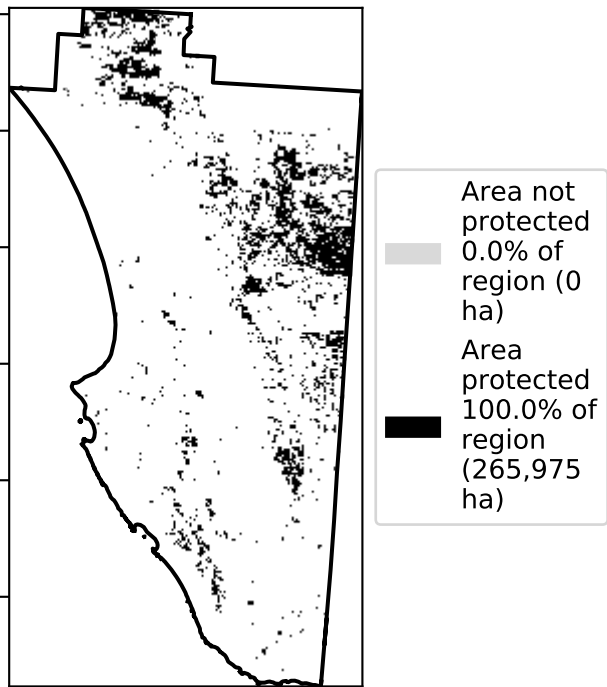 Area not
protected
0.0% of
region (0
ha)
Area
protected
100.0% of
region
(265,975
ha)